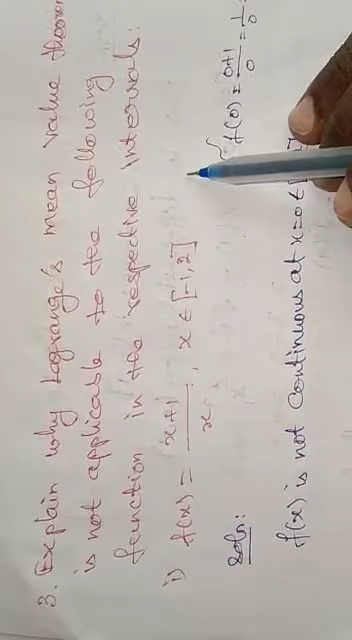 3. Explain why Lagrange's mean value theorem
is not applicable to the following
function in the respective intervals:
i) f(x) = x+1/x, x ∈ [-1,2]
Soln:
f(0) = 0+1/0 = 1/0
f(x) is not continuous at x=0 ∈ [